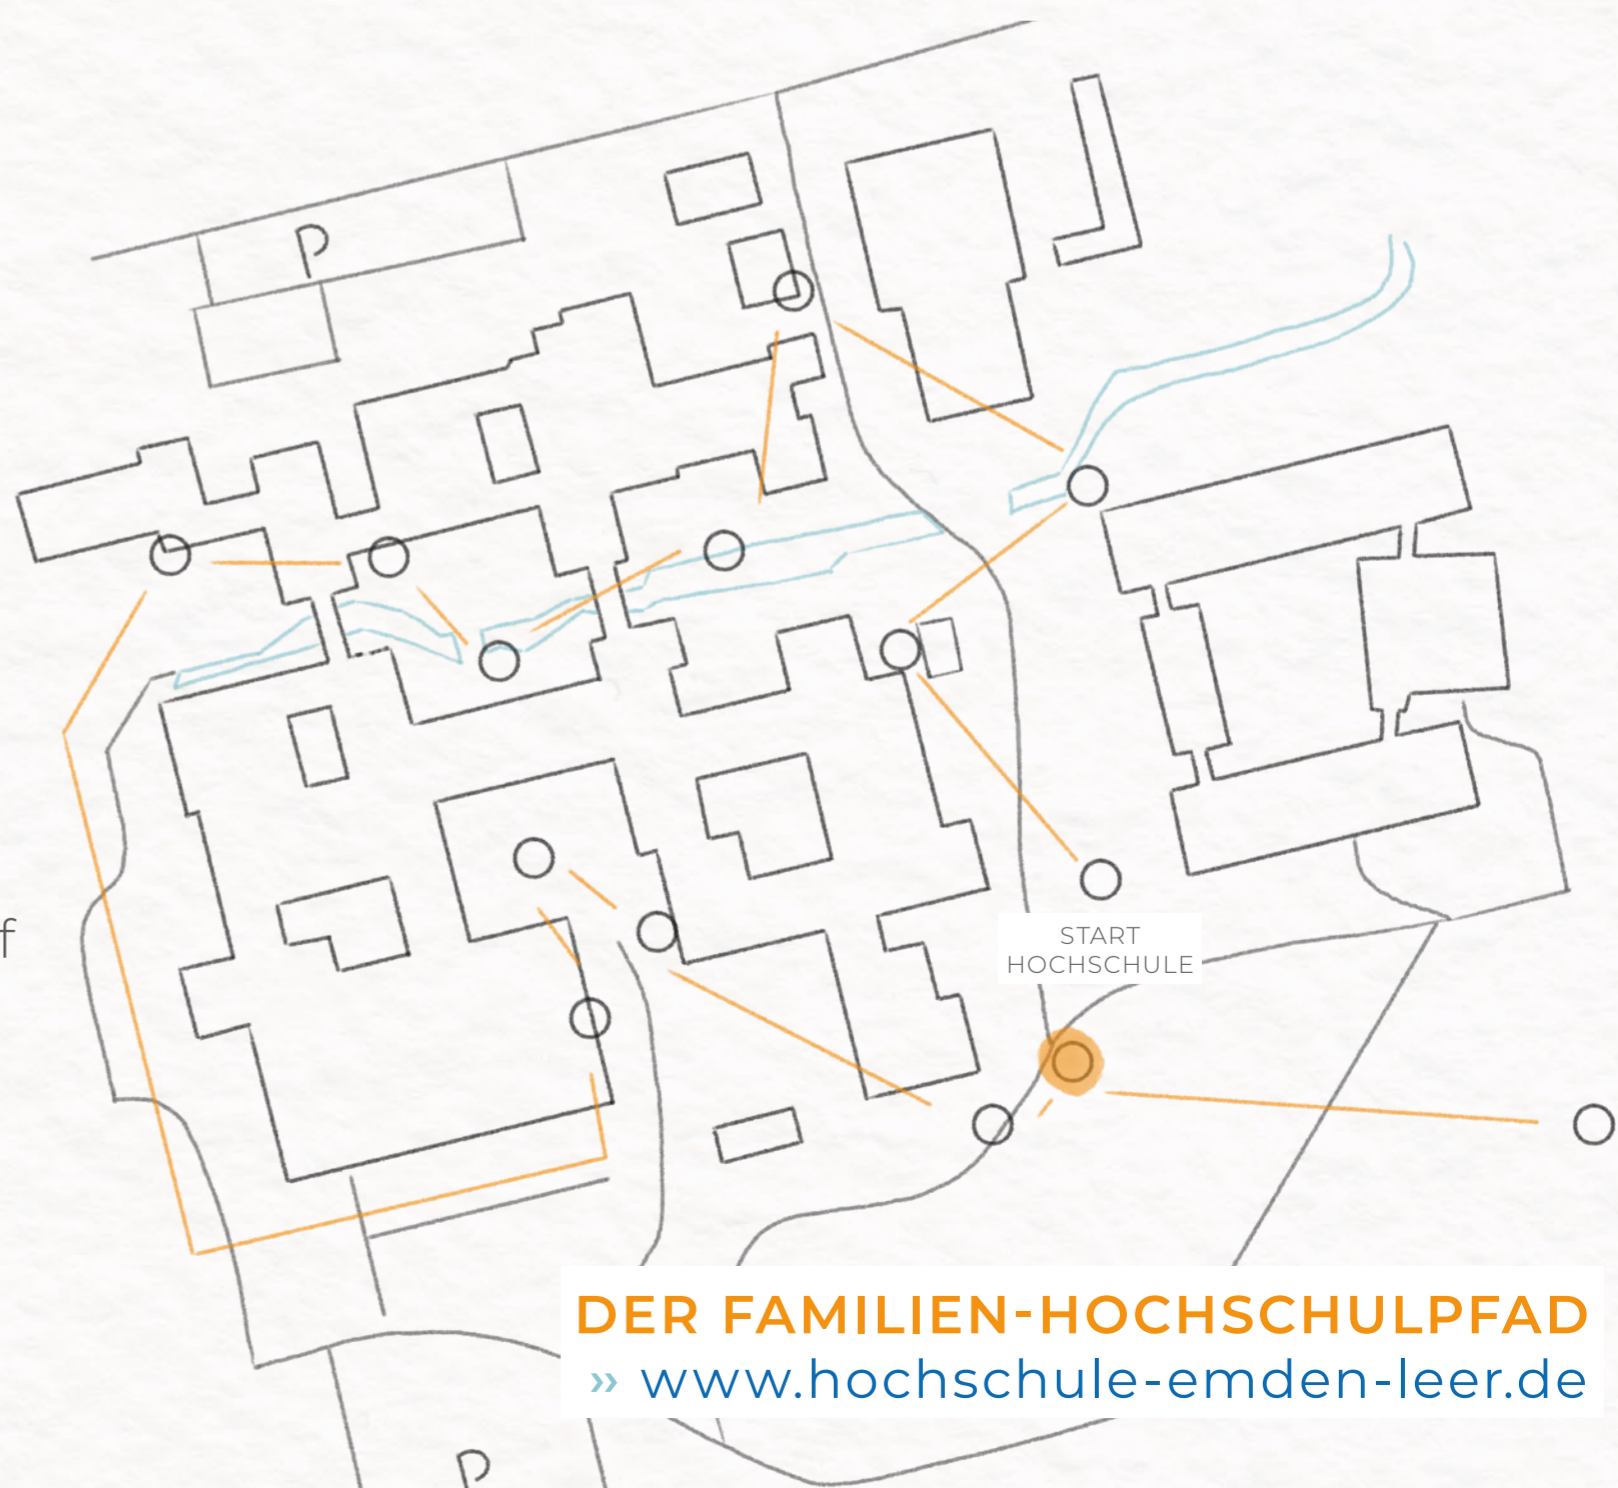 P
f
START
HOCHSCHULE
DER FAMILIEN-HOCHSCHULPFAD
» www.hochschule-emden-leer.de
P